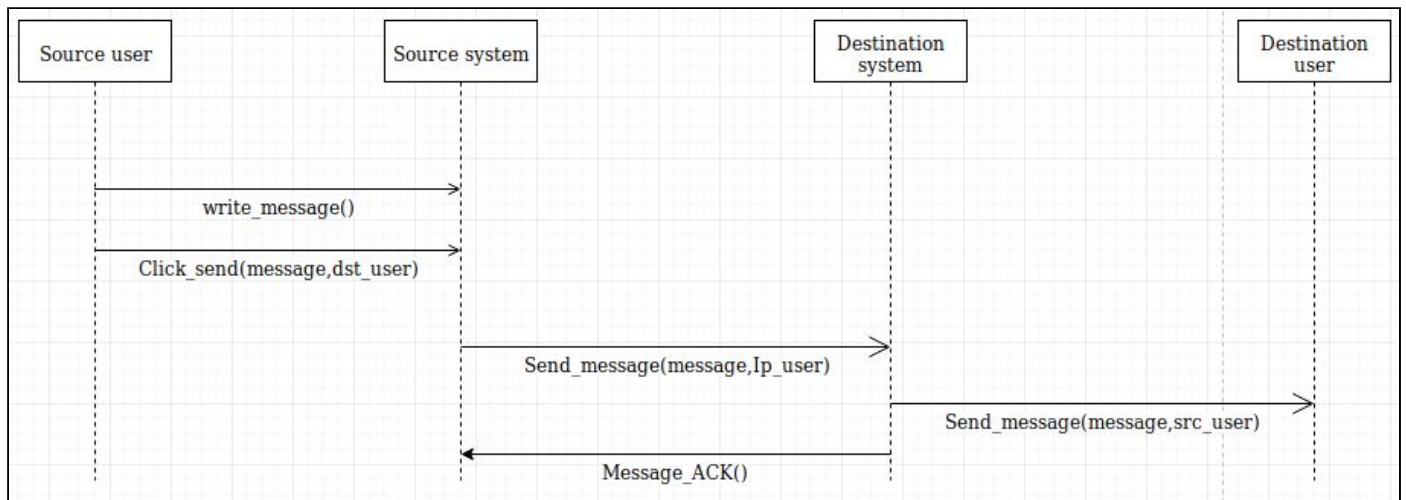 Source user
Source system
Destination
system
Destination
user
write_message()
Click_send(message,dst_user)
Send_message(message,Ip_user)
Send_message(message,src_user)
Message_ACK()